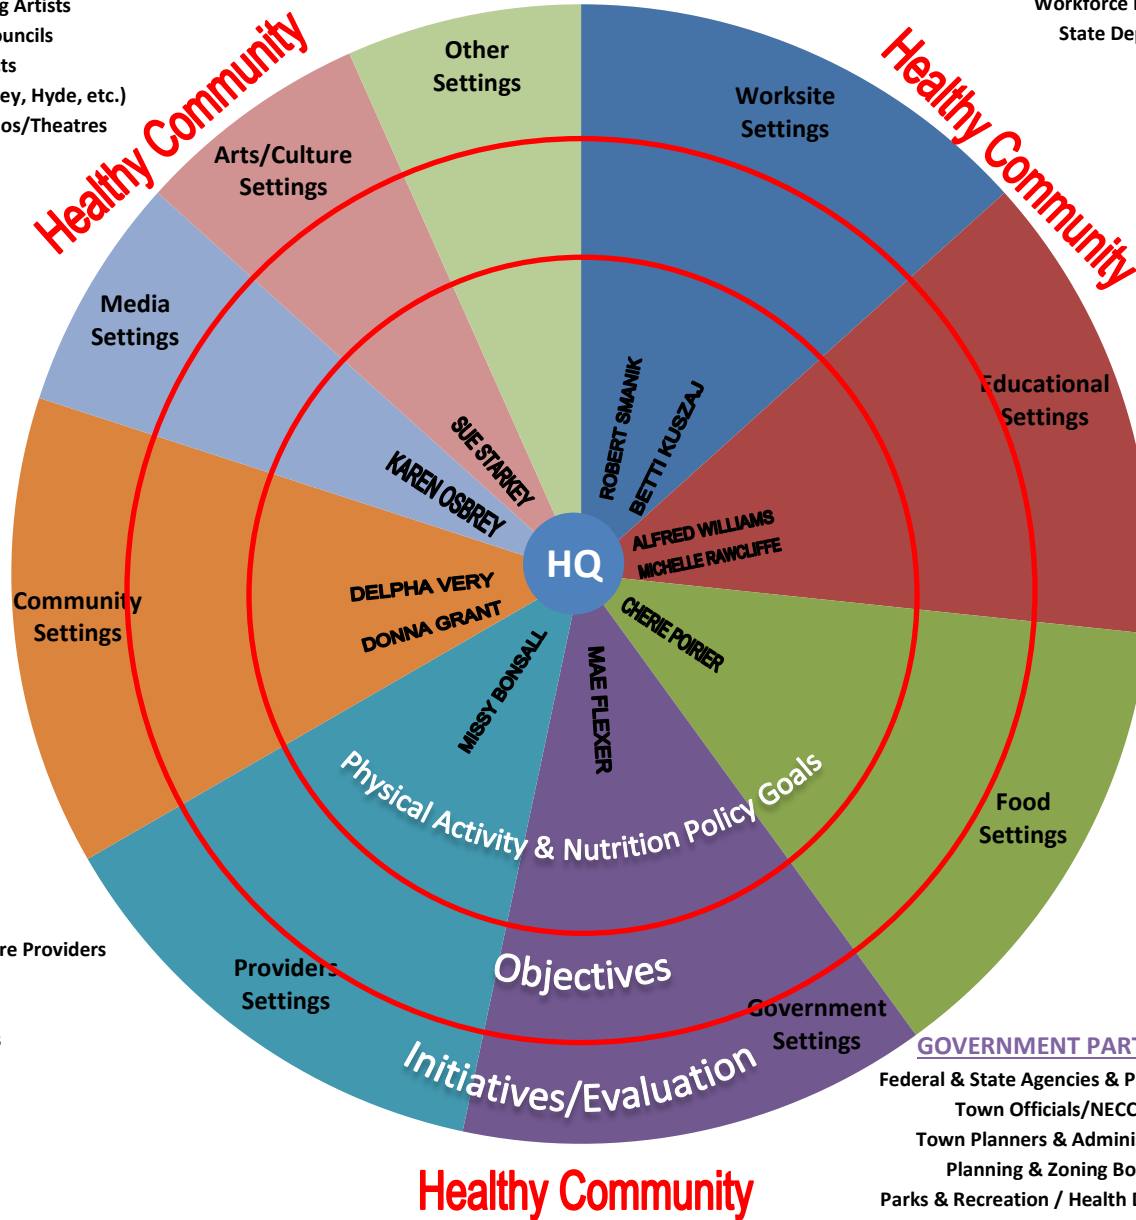 g Artists
ouncils
ts
ey, Hyde, etc.)
os/Theatres
Workforce
State Dep
Healthy Community
Healthy Community
Other
Settings
Worksite
Settings
Arts/Culture
Settings
Media
Settings
Educational
Settings
ROBERT SMANIK
BETTI KUSZAJ
SUE STARKEY
KAREN OSBREY
ALFRED WILLIAMS
MICHELLE RAWCLIFFE
HQ
DELPHA VERY
DONNA GRANT
CHERIE POIRIER
MISSY BONSALL
MAE FLEXER
Community
Settings
Physical Activity & Nutrition Policy Goals
Food
Settings
re Providers
s
Providers
Settings
Objectives
Government
Settings
Initiatives/Evaluation
GOVERNMENT PART
Federal & State Agencies & P
Town Officials/NECC
Town Planners & Adminis
Planning & Zoning Bo
Parks & Recreation / Health
Healthy Community